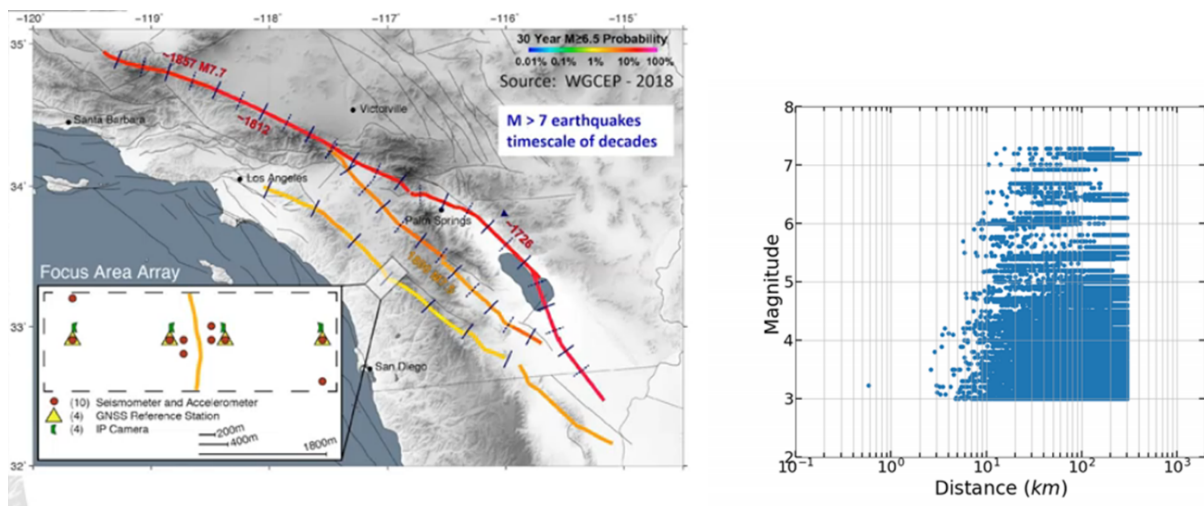 -120° -119° -118° -117° -116° -115°
35°
34°
33°
32°
~1857 M7.7
~1812
~1726
30 Year M≥6.5 Probability
0.01% 0.1% 1% 10% 100%
Source: WGCEP - 2018
M > 7 earthquakes
timescale of decades
Santa Barbara
Victorville
Los Angeles
Palm Springs
San Diego
Focus Area Array
(10) Seismometer and Accelerometer
(4) GNSS Reference Station
(4) IP Camera
200m
400m
1800m
8
7
6
5
4
3
2
Magnitude
10⁻¹ 10⁰ 10¹ 10² 10³
Distance (km)